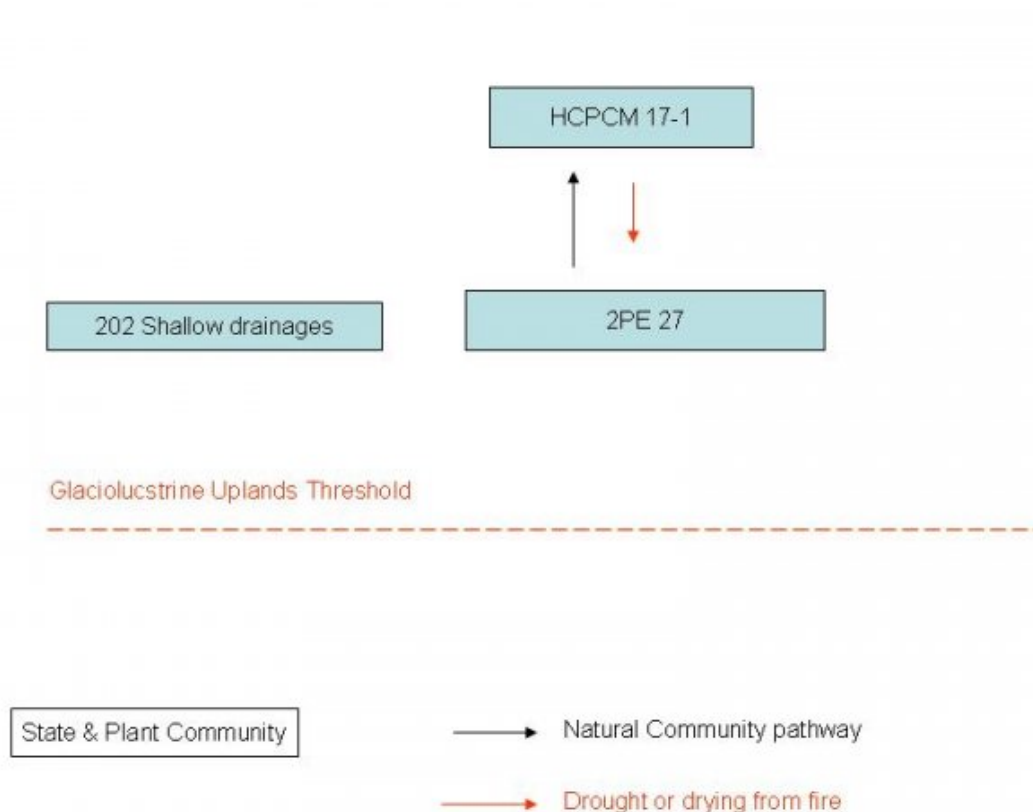 HCPCM 17-1
202 Shallow drainages
2PE 27
Glaciolucstrine Uplands Threshold
State & Plant Community
Natural Community pathway
Drought or drying from fire